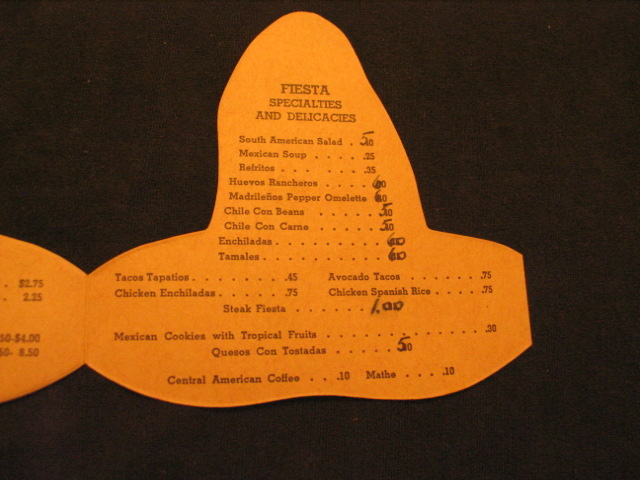 FIESTA
SPECIALTIES
AND DELICACIES
South American Salad . .50
Mexican Soup . . . . . .25
Refritos . . . . . . .35
Huevos Rancheros . . . . . .60
Madrileños Pepper Omelette .60
Chile Con Beans . . . . . .50
Chile Con Carne . . . . . .50
Enchiladas . . . . . . . . .60
Tamales . . . . . . . . . .60
Tacos Tapatios . . . . . . . . .45 Avocado Tacos . . . . . . . .75
Chicken Enchiladas . . . . . . .75 Chicken Spanish Rice . . . . .75
Steak Fiesta . . . . . . . . 1.00
Mexican Cookies with Tropical Fruits . . . . . . . . . . . . . .30
Quesos Con Tostadas . . . . . . .50
Central American Coffee . . . .10 Mathe . . . .10
. $2.75
. 2.25
50-$4.00
50- 8.50